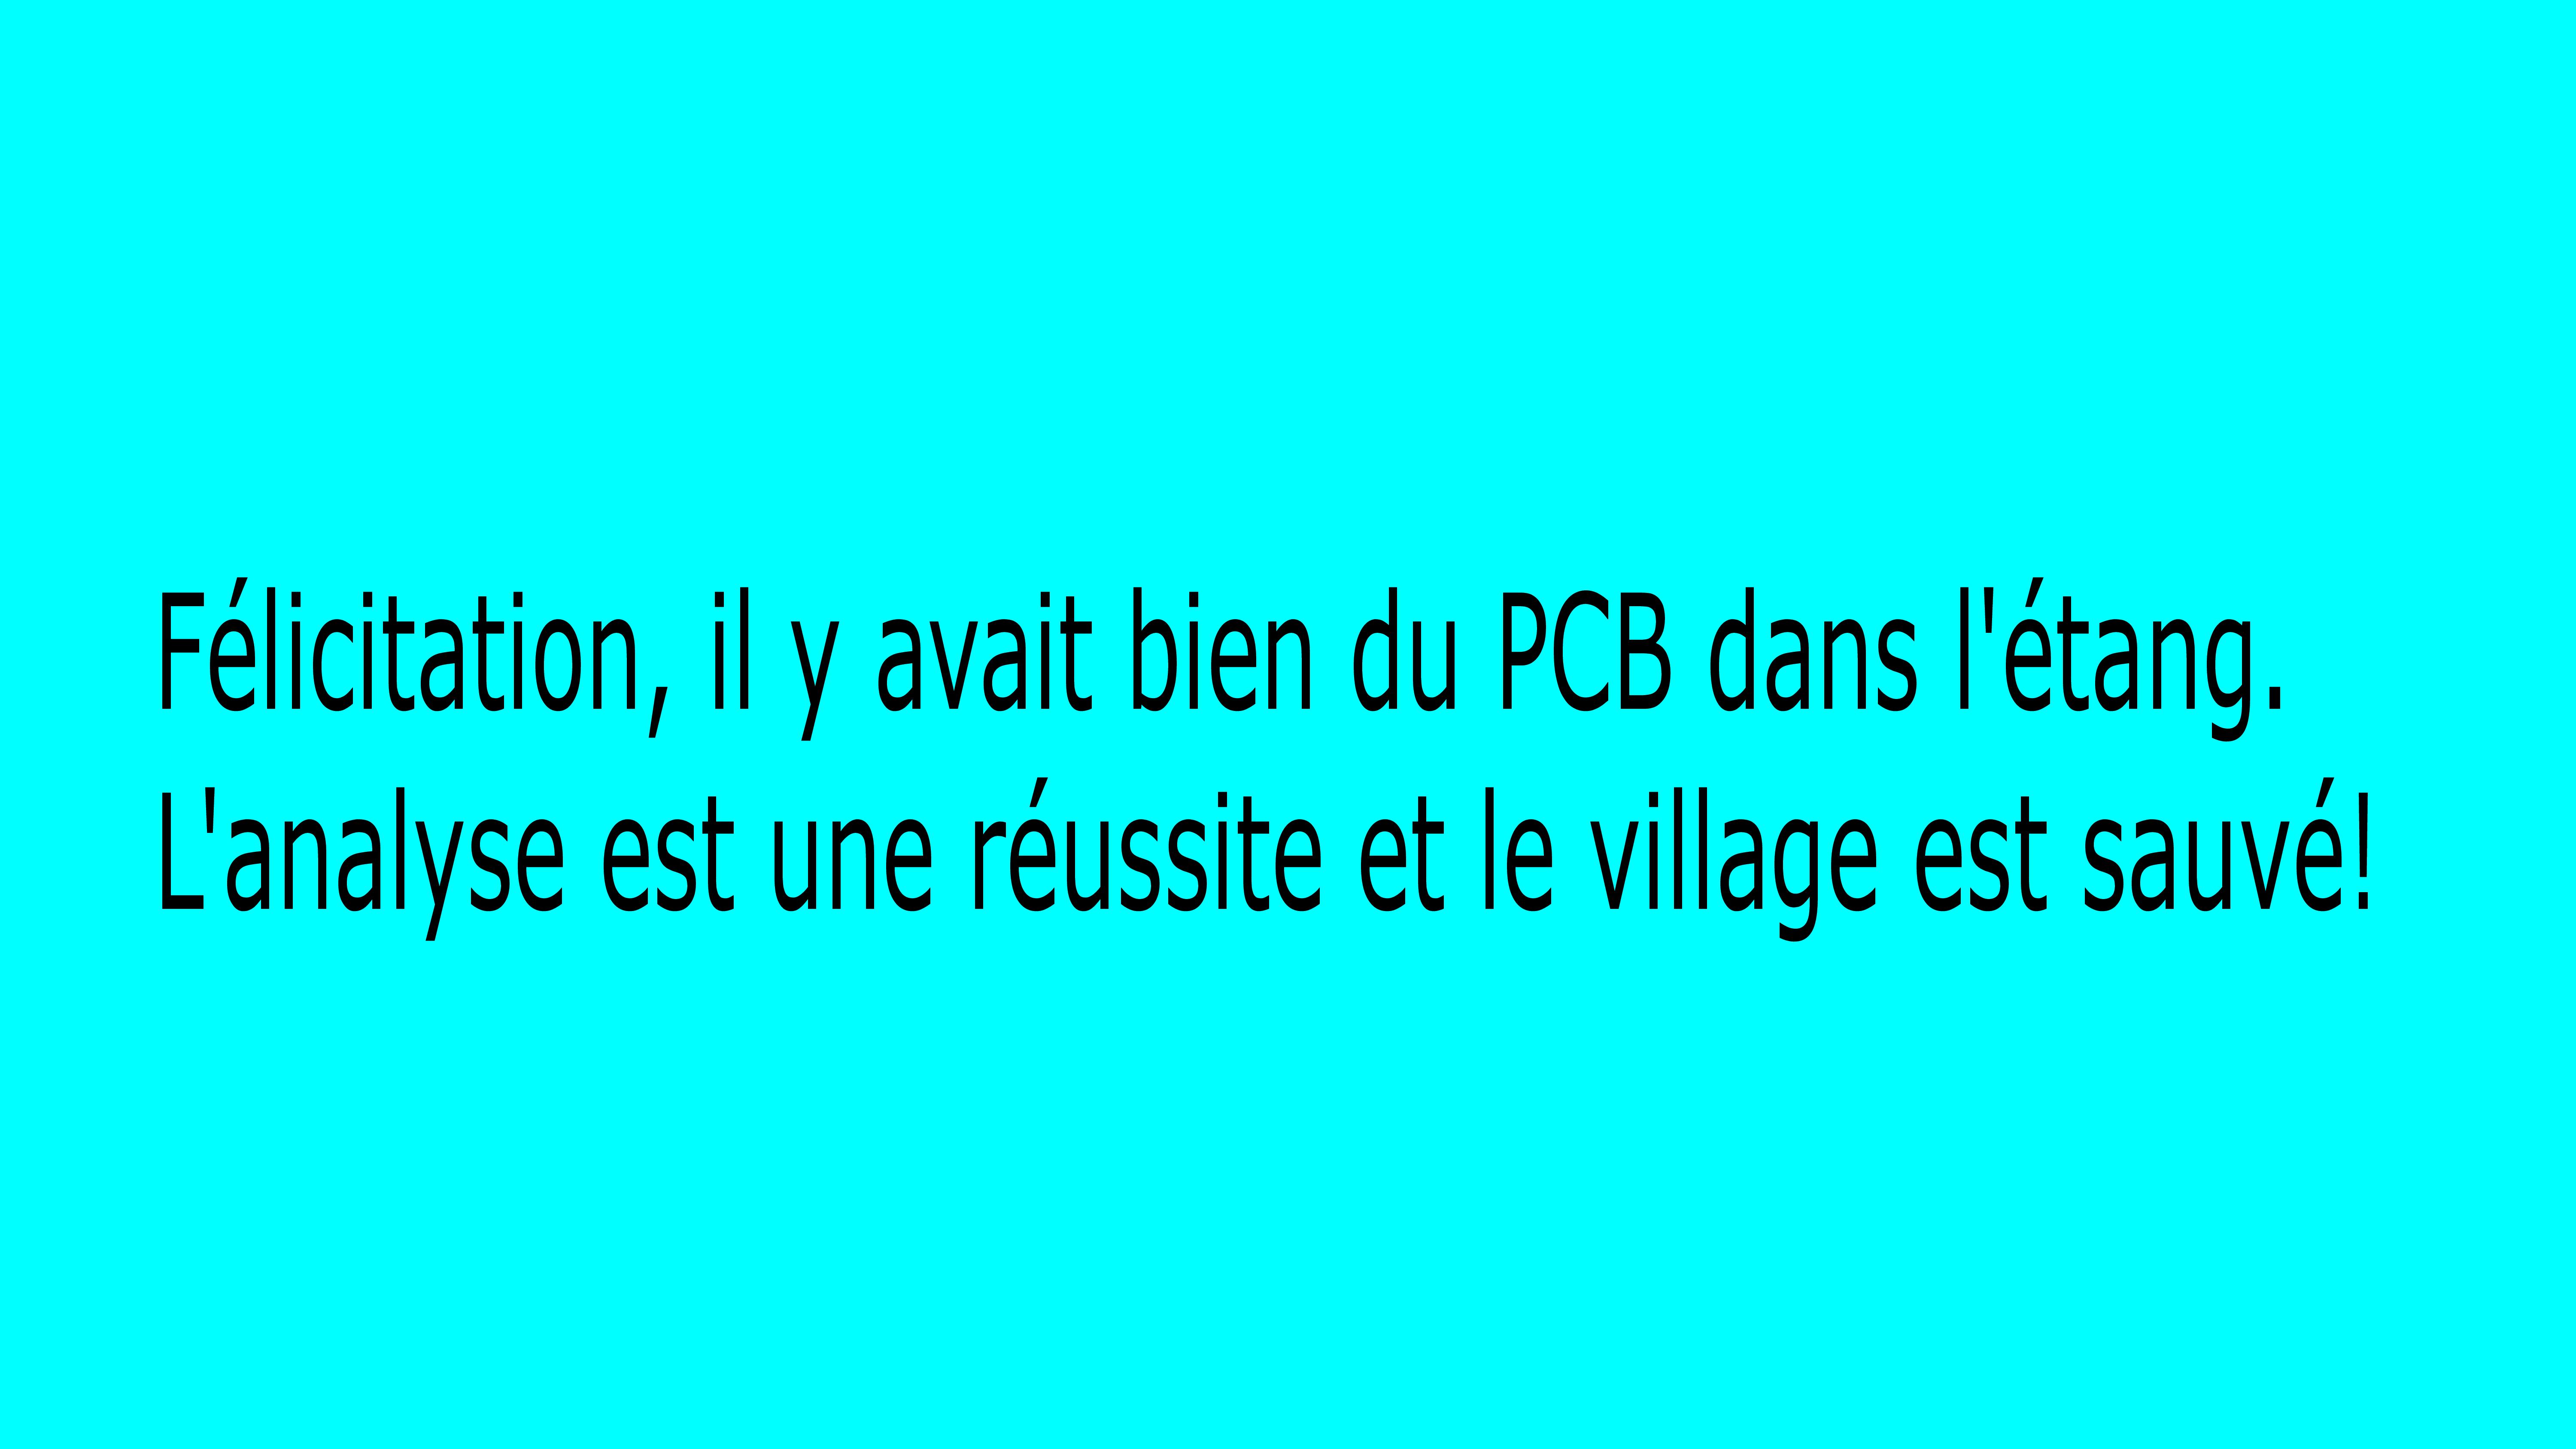 Félicitation, il y avait bien du PCB dans l'étang.
L'analyse est une réussite et le village est sauvé!